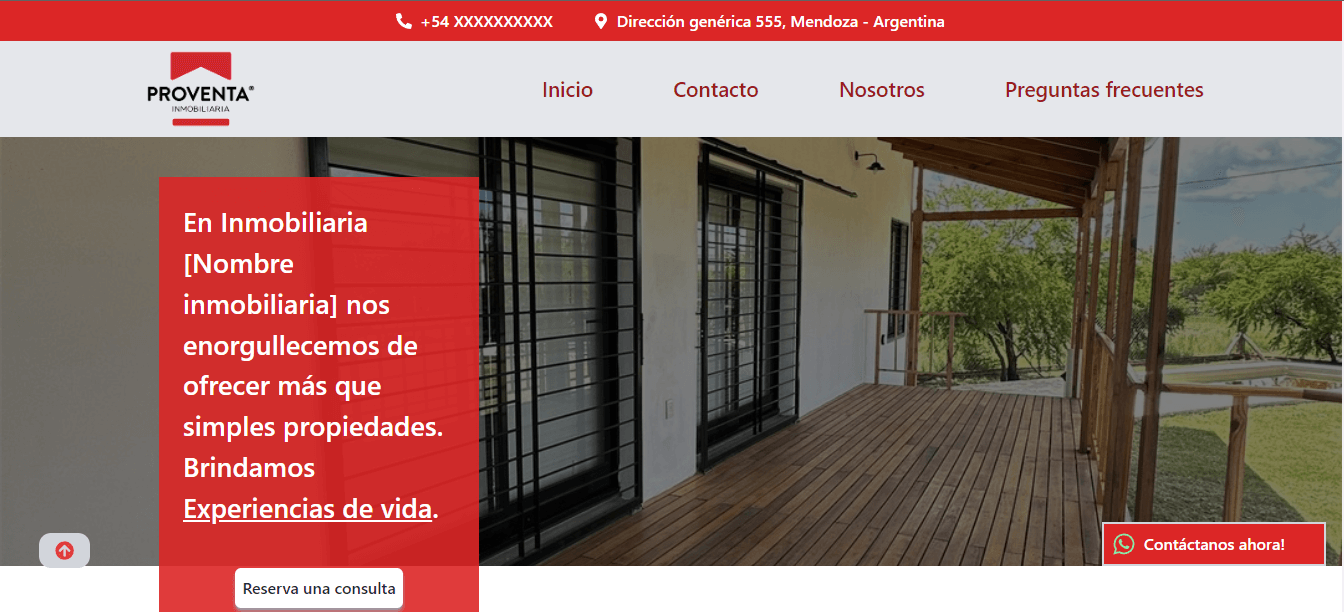 +54 XXXXXXXXXX
Dirección genérica 555, Mendoza - Argentina
PROVENTA®
INMOBILIARIA
Inicio
Contacto
Nosotros
Preguntas frecuentes
En Inmobiliaria
[Nombre
inmobiliaria] nos
enorgullecemos de
ofrecer más que
simples propiedades.
Brindamos
Experiencias de vida.
Reserva una consulta
Contáctanos ahora!